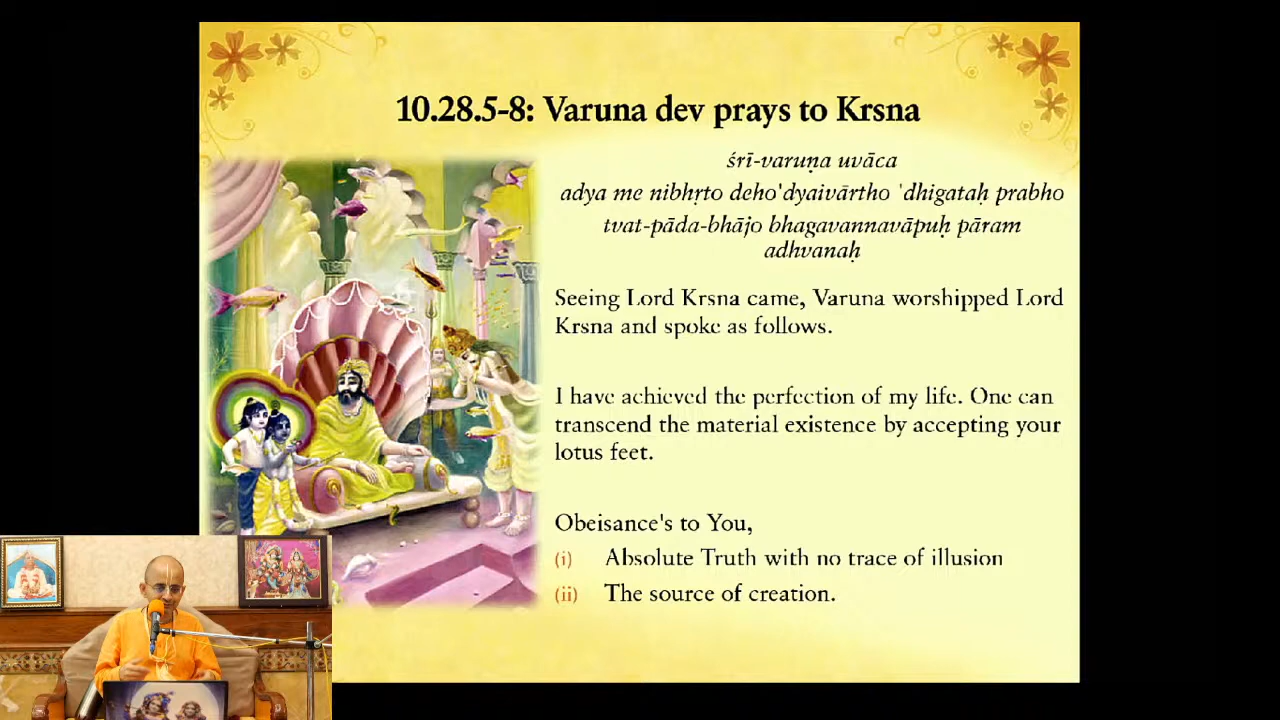 10.28.5-8: Varuna dev prays to Krsna
śrī-varuṇa uvāca
adya me nibhṛto deho'dyaivārtho 'dhigataḥ prabho
tvat-pāda-bhājo bhagavannavāpuḥ pāram
adhvanaḥ
Seeing Lord Krsna came, Varuna worshipped Lord
Krsna and spoke as follows.
I have achieved the perfection of my life. One can
transcend the material existence by accepting your
lotus feet.
Obeisance's to You,
(i) Absolute Truth with no trace of illusion
(ii) The source of creation.